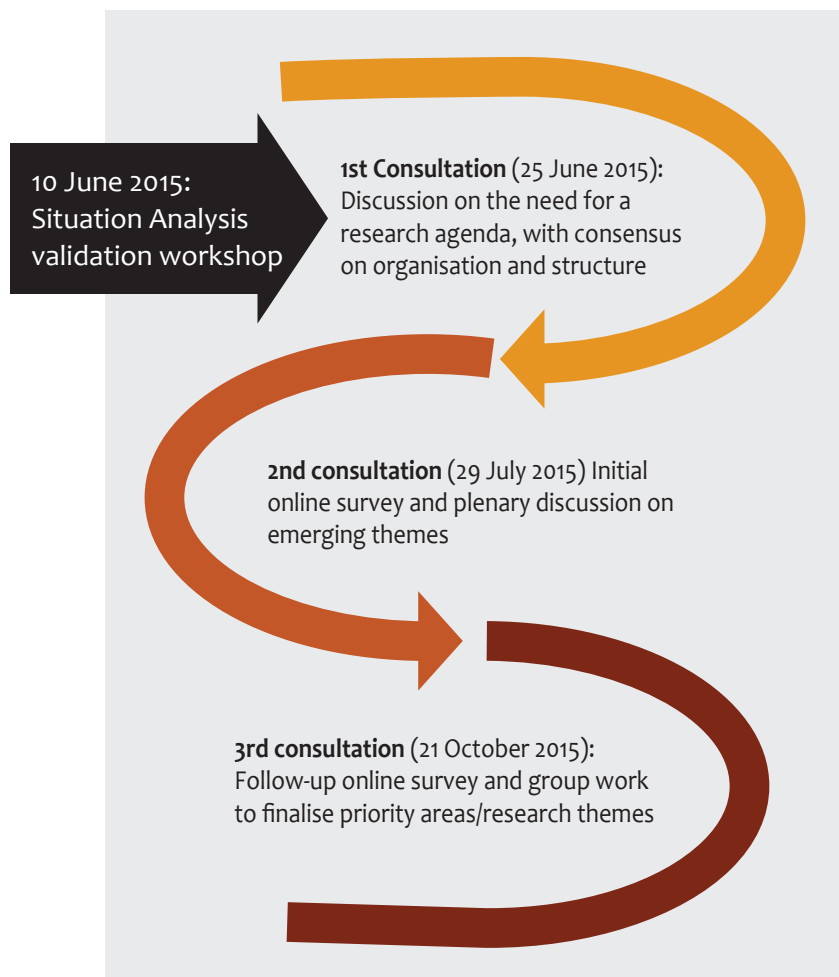 10 June 2015:
Situation Analysis
validation workshop
1st Consultation (25 June 2015):
Discussion on the need for a
research agenda, with consensus
on organisation and structure
2nd consultation (29 July 2015) Initial
online survey and plenary discussion on
emerging themes
3rd consultation (21 October 2015):
Follow-up online survey and group work
to finalise priority areas/research themes